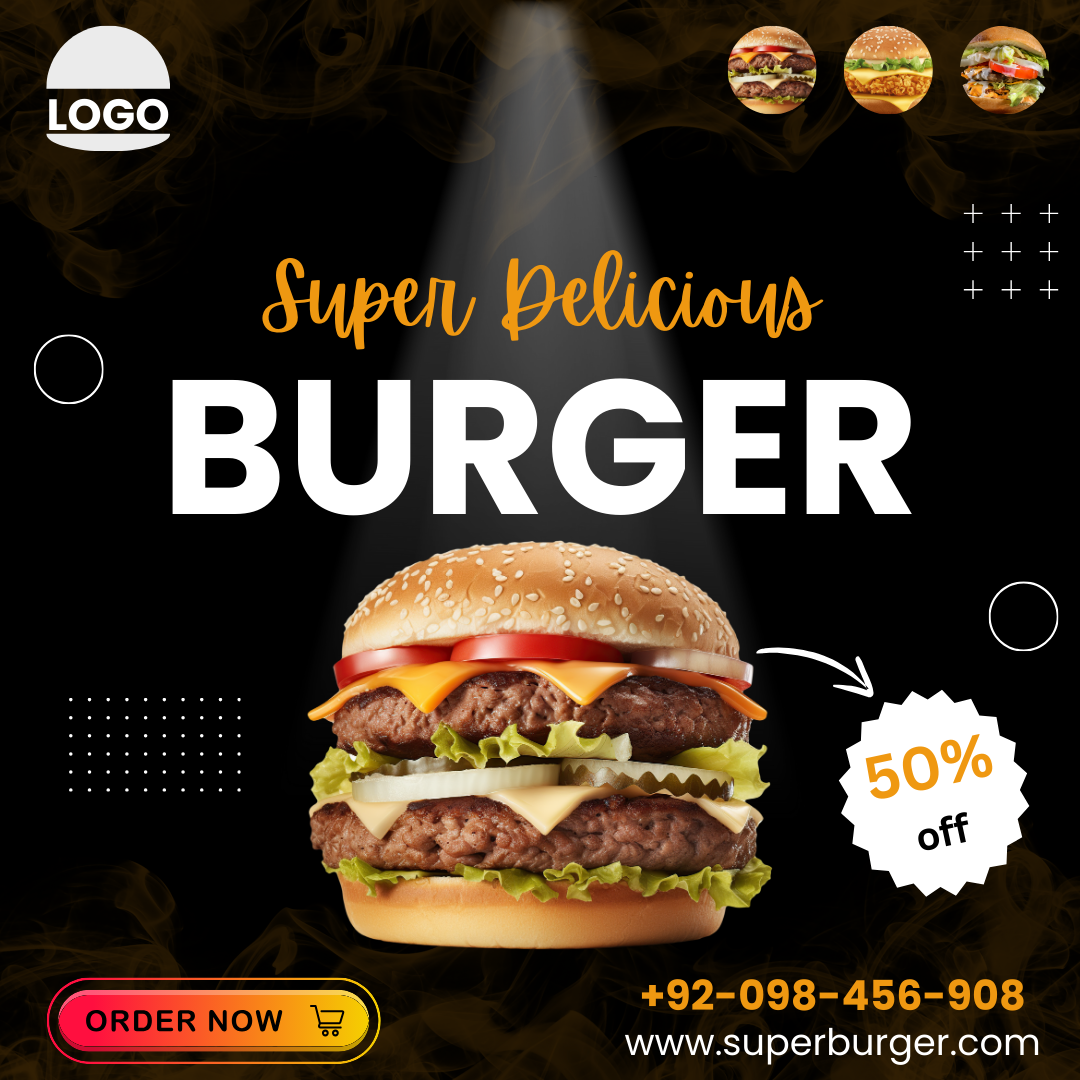 LOGO
Super Delicious
BURGER
50%
off
ORDER NOW
+92-098-456-908
www.superburger.com